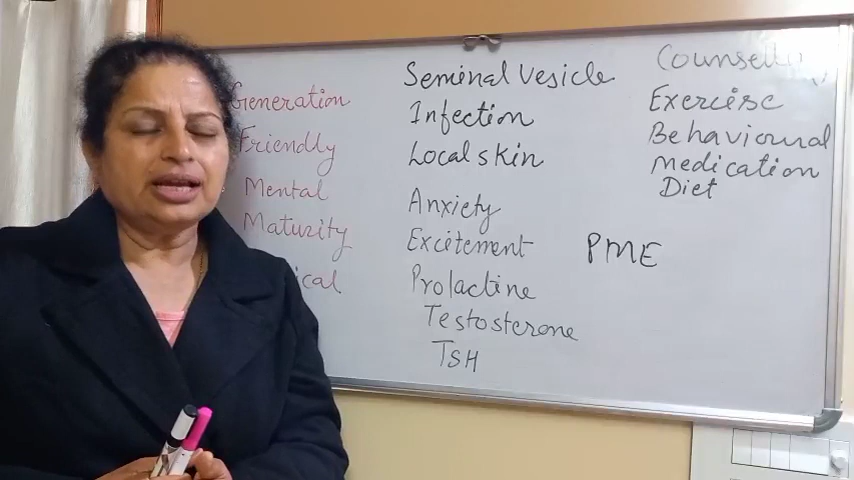 Generation
Friendly
Mental
Maturity
ical
Seminal Vesicle
Infection
Local skin
Anxiety
Excitement
Prolactine
Testosterone
TSH
PME
Exercise
Behavioural
medication
Diet